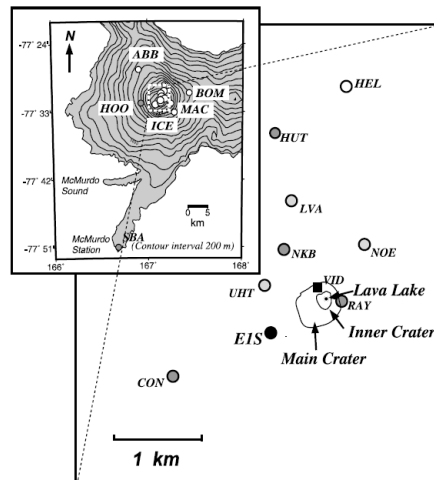 -77˚ 24'
N
ABB
HEL
BOM
-77˚ 33'
HOO
MAC
ICE
HUT
-77˚ 42'
McMurdo
Sound
km
0 5
LVA
McMurdo
Station
SBA
(Contour interval 200 m)
-77˚ 51'
166˚
167˚
168˚
NKB
NOE
UHT
VID
Lava Lake
RAY
Inner Crater
E1S
Main Crater
CON
1 km